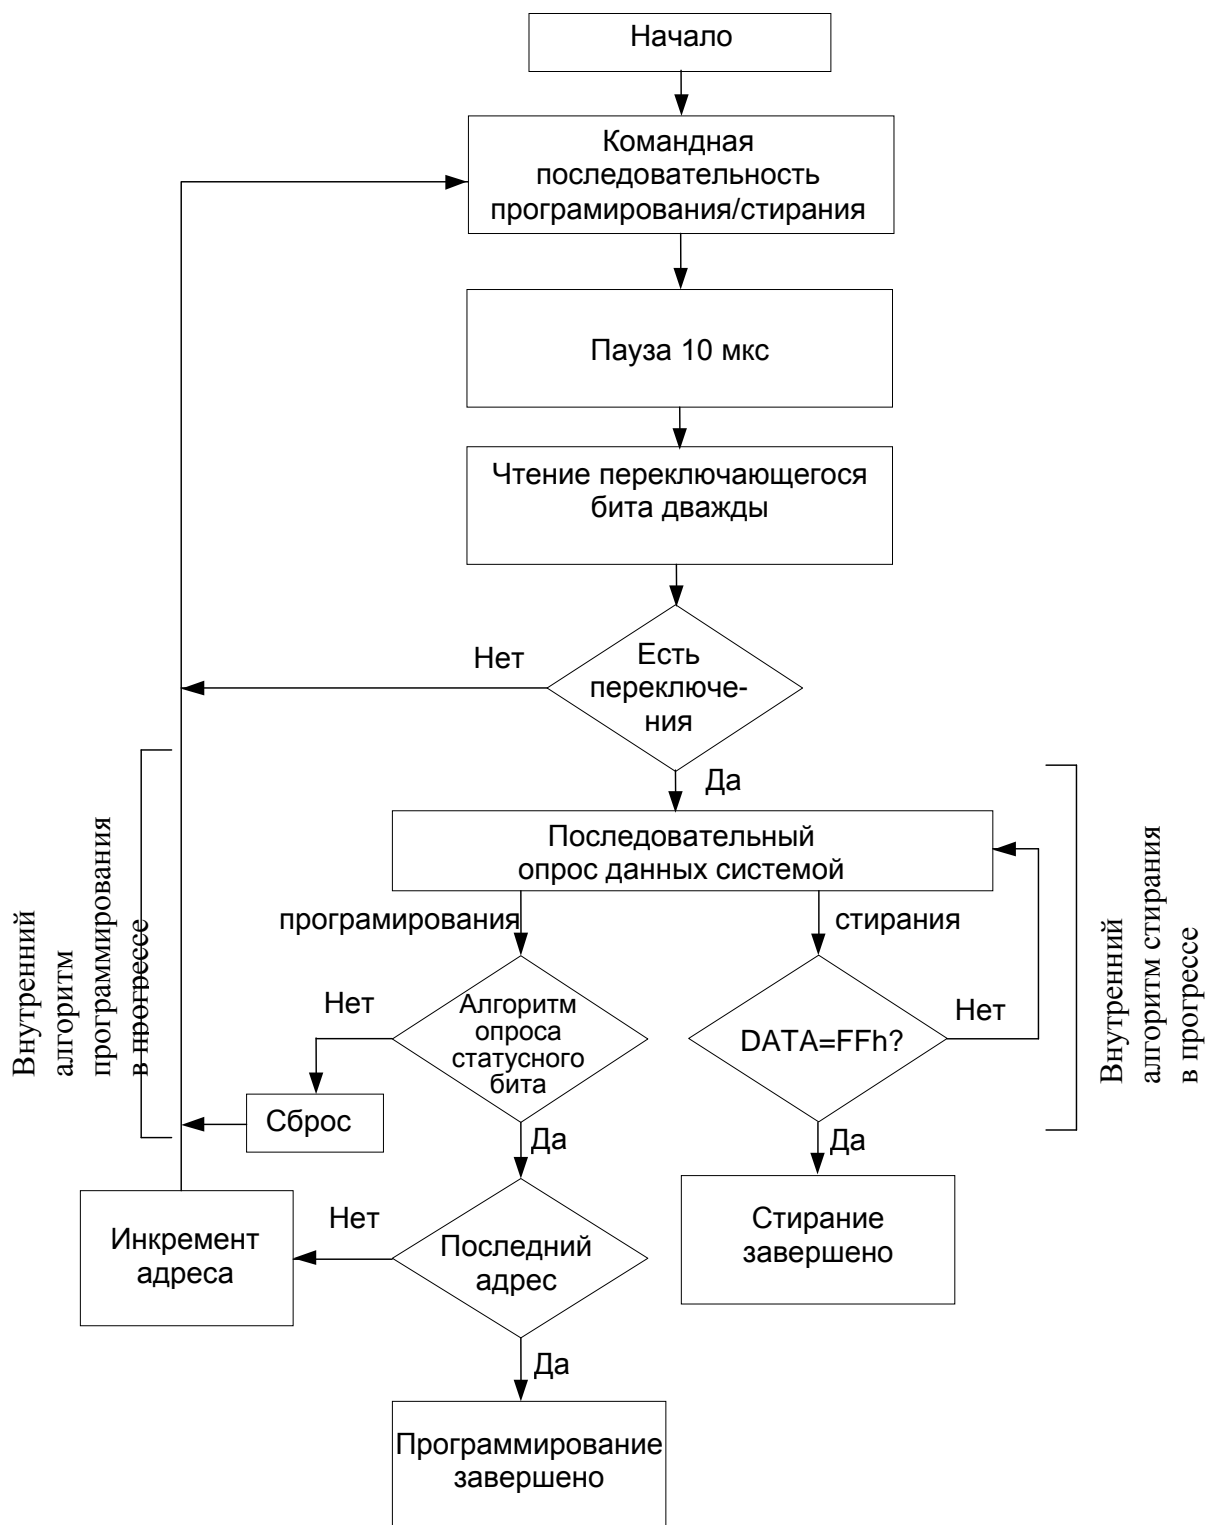 Начало
Командная
последовательность
програмирования/стирания
Пауза 10 мкс
Чтение переключающегося
бита дважды
Нет
Есть
переключе-
ния
Да
Последовательный
опрос данных системой
програмирования
стирания
Нет
Алгоритм
опроса
статусного
бита
DATA=FFh?
Нет
Сброс
Да
Да
Инкремент
адреса
Нет
Последний
адрес
Стирание
завершено
Да
Программирование
завершено
Внутренний
алгоритм
программирования
в прогрессе
Внутренний
алгоритм стирания
в прогрессе